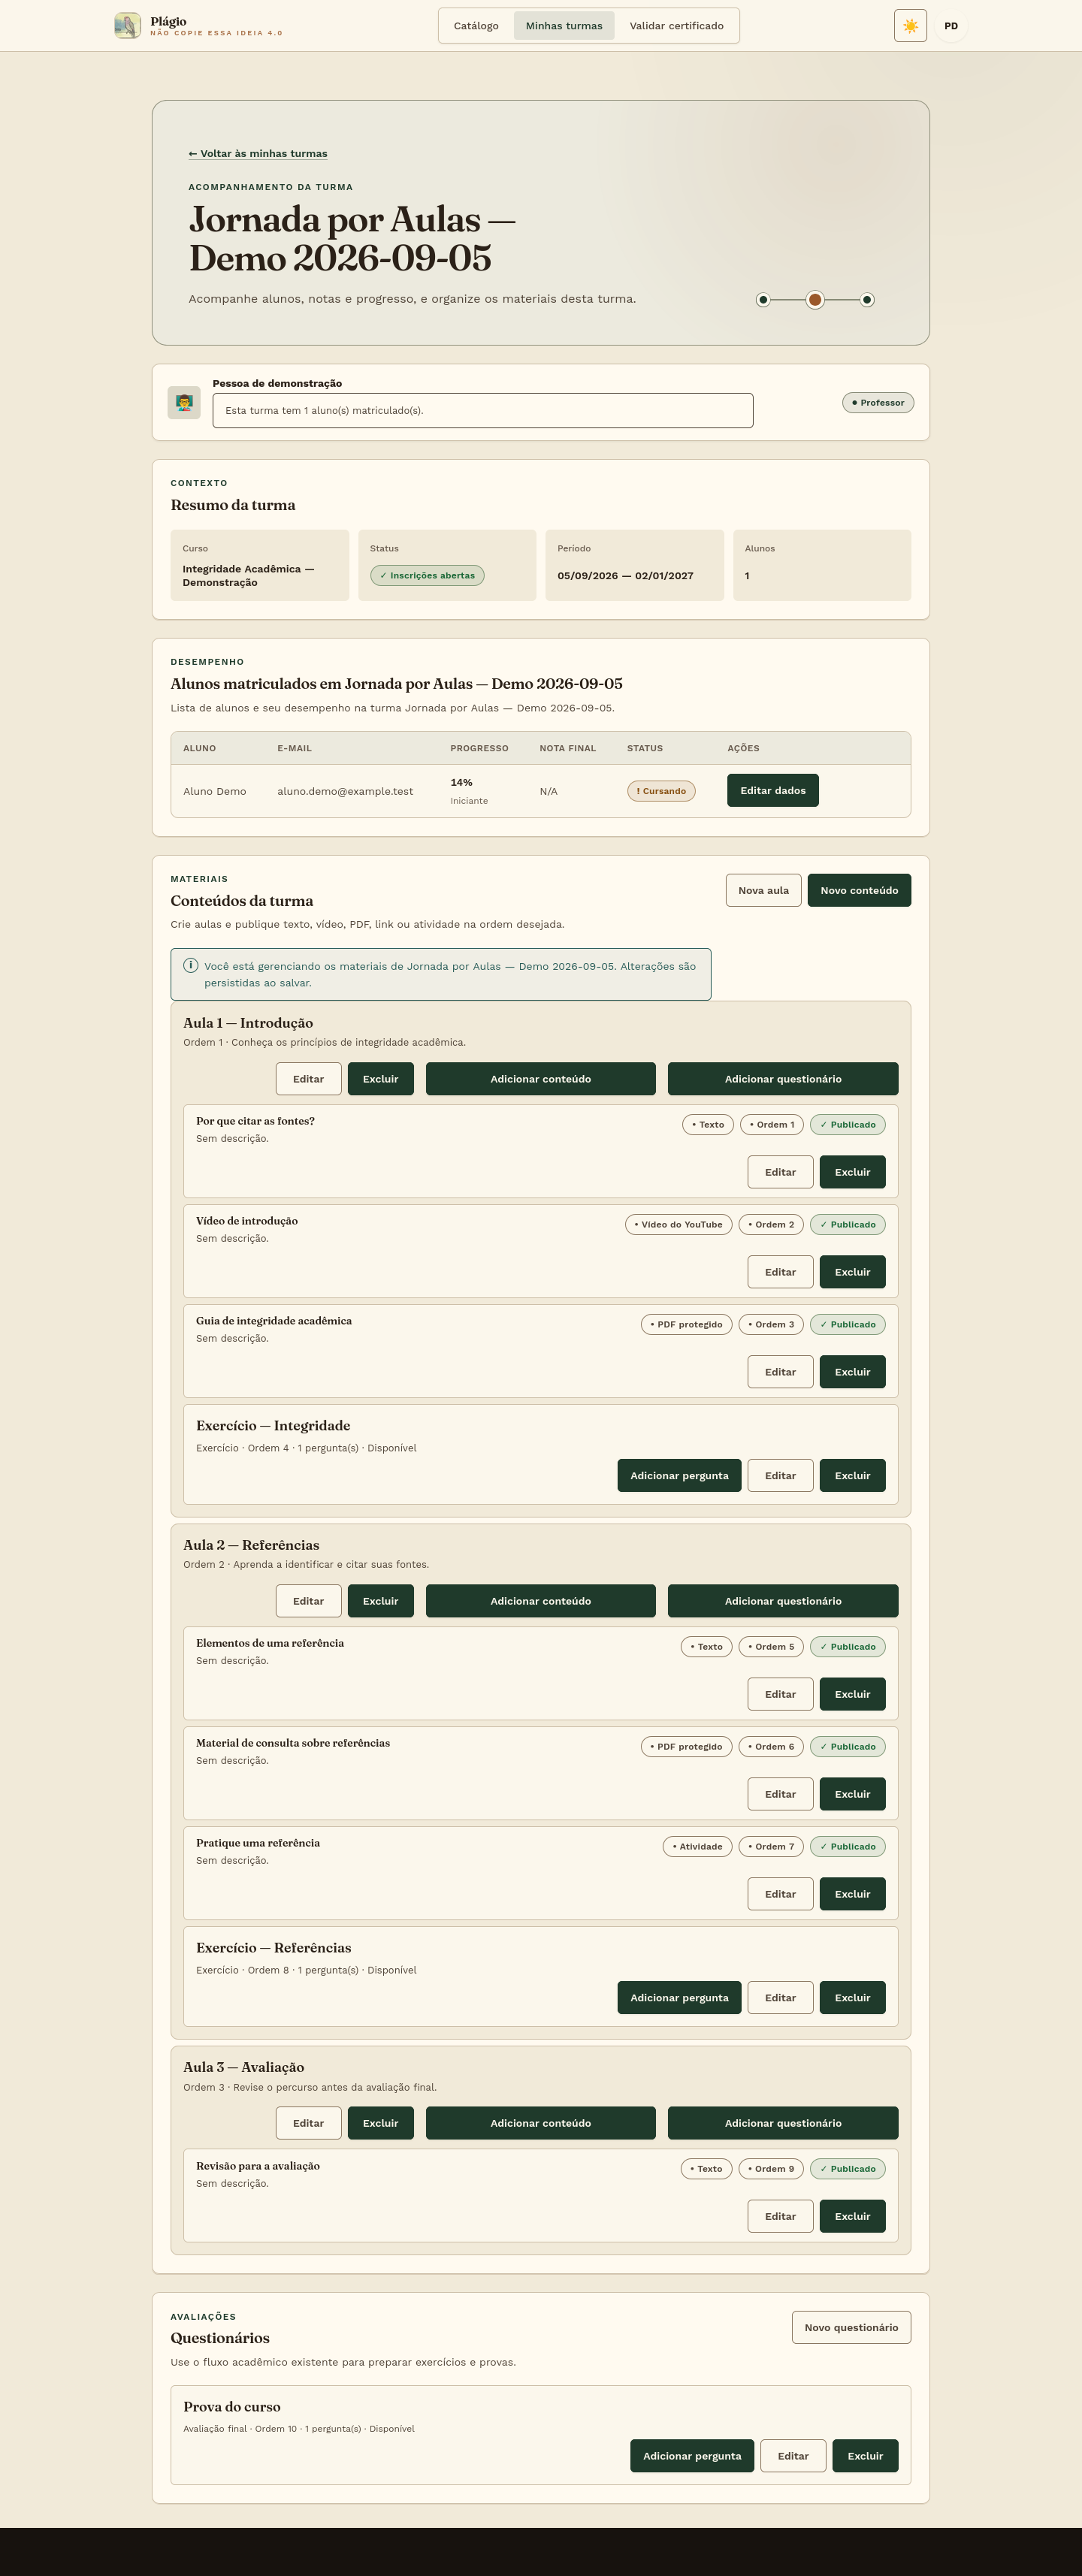 Plágio
NÃO COPIE ESSA IDEIA 4.0
Catálogo
Minhas turmas
Validar certificado
PD
← Voltar às minhas turmas
ACOMPANHAMENTO DA TURMA
Jornada por Aulas —
Demo 2026-09-05
Acompanhe alunos, notas e progresso, e organize os materiais desta turma.
Pessoa de demonstração
Esta turma tem 1 aluno(s) matriculado(s).
● Professor
CONTEXTO
Resumo da turma
Curso
Integridade Acadêmica —
Demonstração
Status
✓ Inscrições abertas
Período
05/09/2026 — 02/01/2027
Alunos
1
DESEMPENHO
Alunos matriculados em Jornada por Aulas — Demo 2026-09-05
Lista de alunos e seu desempenho na turma Jornada por Aulas — Demo 2026-09-05.
ALUNO E-MAIL PROGRESSO NOTA FINAL STATUS AÇÕES
Aluno Demo aluno.demo@example.test 14% Iniciante N/A ! Cursando Editar dados
MATERIAIS
Conteúdos da turma
Crie aulas e publique texto, vídeo, PDF, link ou atividade na ordem desejada.
Nova aula
Novo conteúdo
Você está gerenciando os materiais de Jornada por Aulas — Demo 2026-09-05. Alterações são
persistidas ao salvar.
Aula 1 — Introdução
Ordem 1 · Conheça os princípios de integridade acadêmica.
Editar Excluir Adicionar conteúdo Adicionar questionário
Por que citar as fontes?
Sem descrição.
• Texto • Ordem 1 ✓ Publicado
Editar Excluir
Vídeo de introdução
Sem descrição.
• Vídeo do YouTube • Ordem 2 ✓ Publicado
Editar Excluir
Guia de integridade acadêmica
Sem descrição.
• PDF protegido • Ordem 3 ✓ Publicado
Editar Excluir
Exercício — Integridade
Exercício · Ordem 4 · 1 pergunta(s) · Disponível
Adicionar pergunta Editar Excluir
Aula 2 — Referências
Ordem 2 · Aprenda a identificar e citar suas fontes.
Editar Excluir Adicionar conteúdo Adicionar questionário
Elementos de uma referência
Sem descrição.
• Texto • Ordem 5 ✓ Publicado
Editar Excluir
Material de consulta sobre referências
Sem descrição.
• PDF protegido • Ordem 6 ✓ Publicado
Editar Excluir
Pratique uma referência
Sem descrição.
• Atividade • Ordem 7 ✓ Publicado
Editar Excluir
Exercício — Referências
Exercício · Ordem 8 · 1 pergunta(s) · Disponível
Adicionar pergunta Editar Excluir
Aula 3 — Avaliação
Ordem 3 · Revise o percurso antes da avaliação final.
Editar Excluir Adicionar conteúdo Adicionar questionário
Revisão para a avaliação
Sem descrição.
• Texto • Ordem 9 ✓ Publicado
Editar Excluir
AVALIAÇÕES
Questionários
Use o fluxo acadêmico existente para preparar exercícios e provas.
Novo questionário
Prova do curso
Avaliação final · Ordem 10 · 1 pergunta(s) · Disponível
Adicionar pergunta Editar Excluir